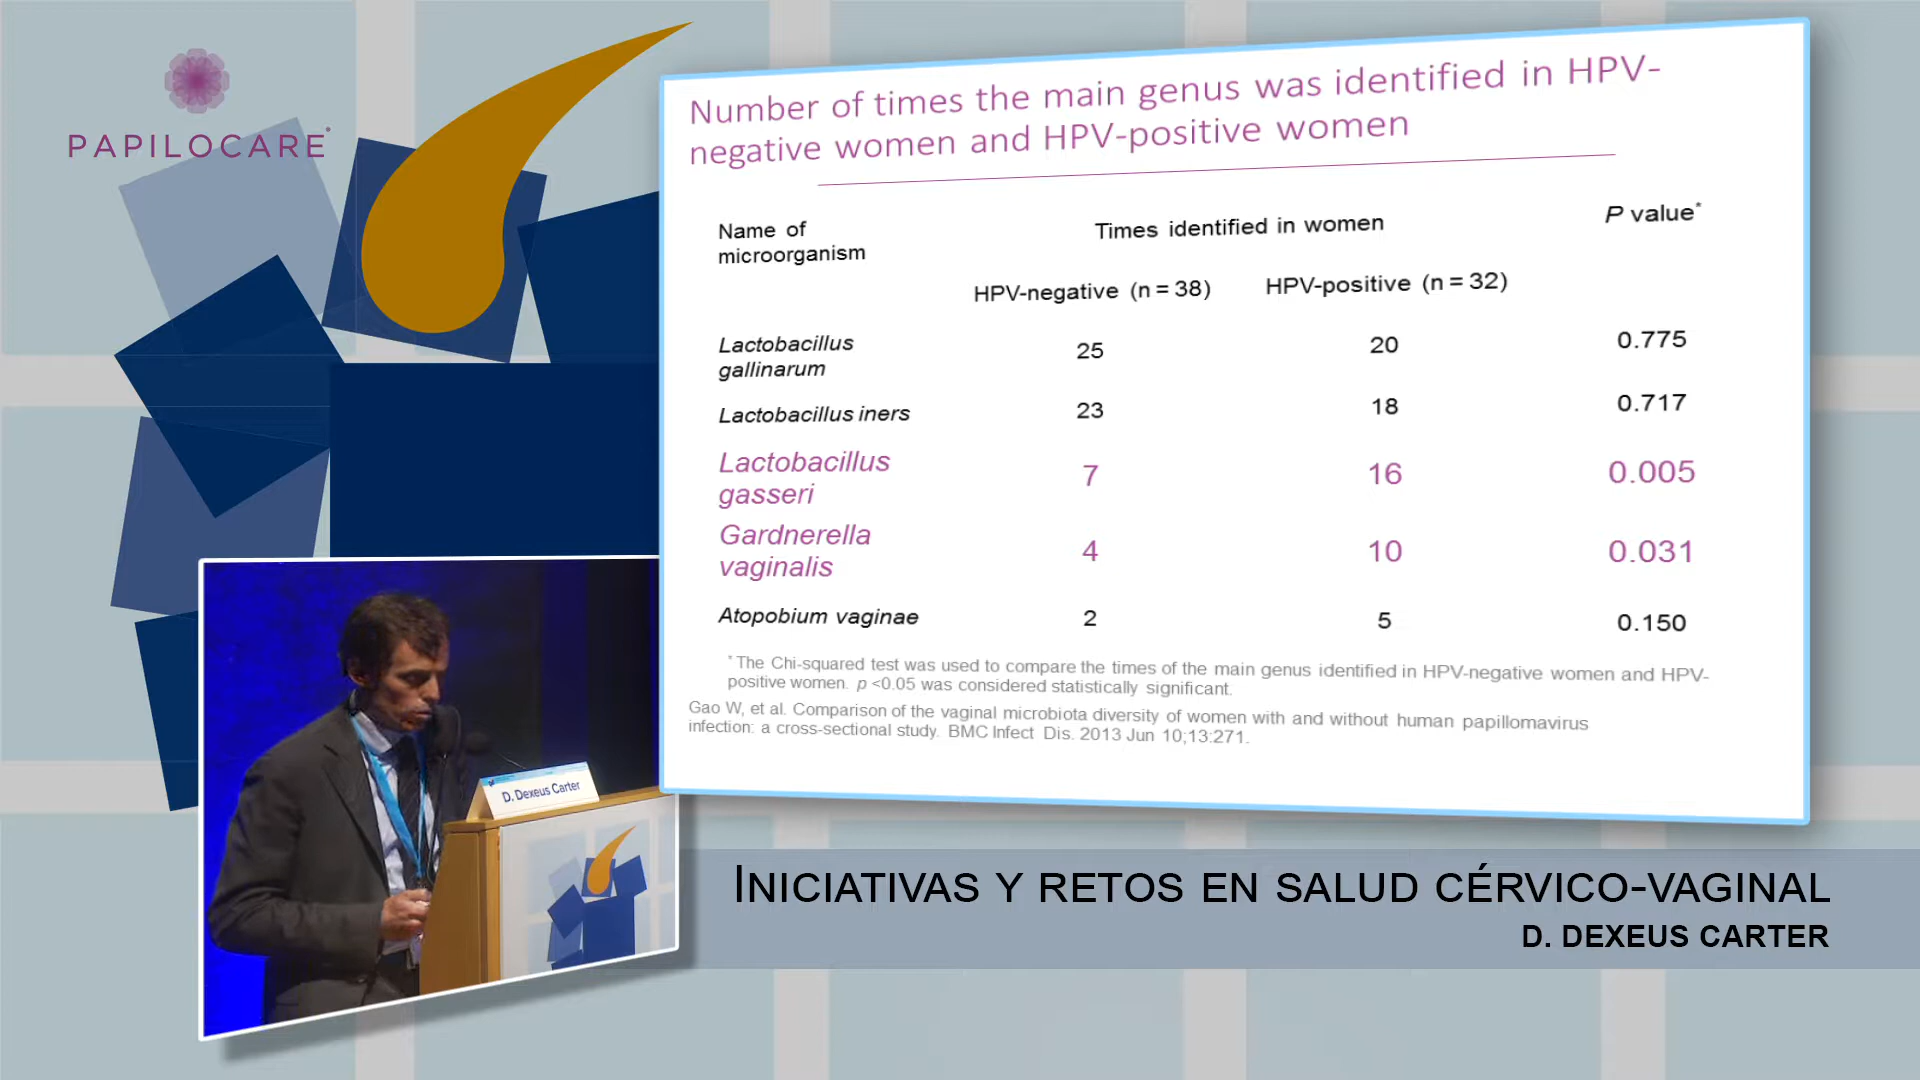 PAPILOCARE
Number of times the main genus was identified in HPV-
negative women and HPV-positive women
Name of
microorganism
Times identified in women
P value*
HPV-negative (n = 38)
HPV-positive (n = 32)
Lactobacillus
gallinarum
25
20
0.775
Lactobacillus iners
23
18
0.717
Lactobacillus
gasseri
7
16
0.005
Gardnerella
vaginalis
4
10
0.031
Atopobium vaginae
2
5
0.150
* The Chi-squared test was used to compare the times of the main genus identified in HPV-negative women and HPV-
positive women. p <0.05 was considered statistically significant.
Gao W, et al. Comparison of the vaginal microbiota diversity of women with and without human papillomavirus
infection: a cross-sectional study. BMC Infect Dis. 2013 Jun 10;13:271.
D. Dexeus Carter
INICIATIVAS Y RETOS EN SALUD CÉRVICO-VAGINAL
D. DEXEUS CARTER